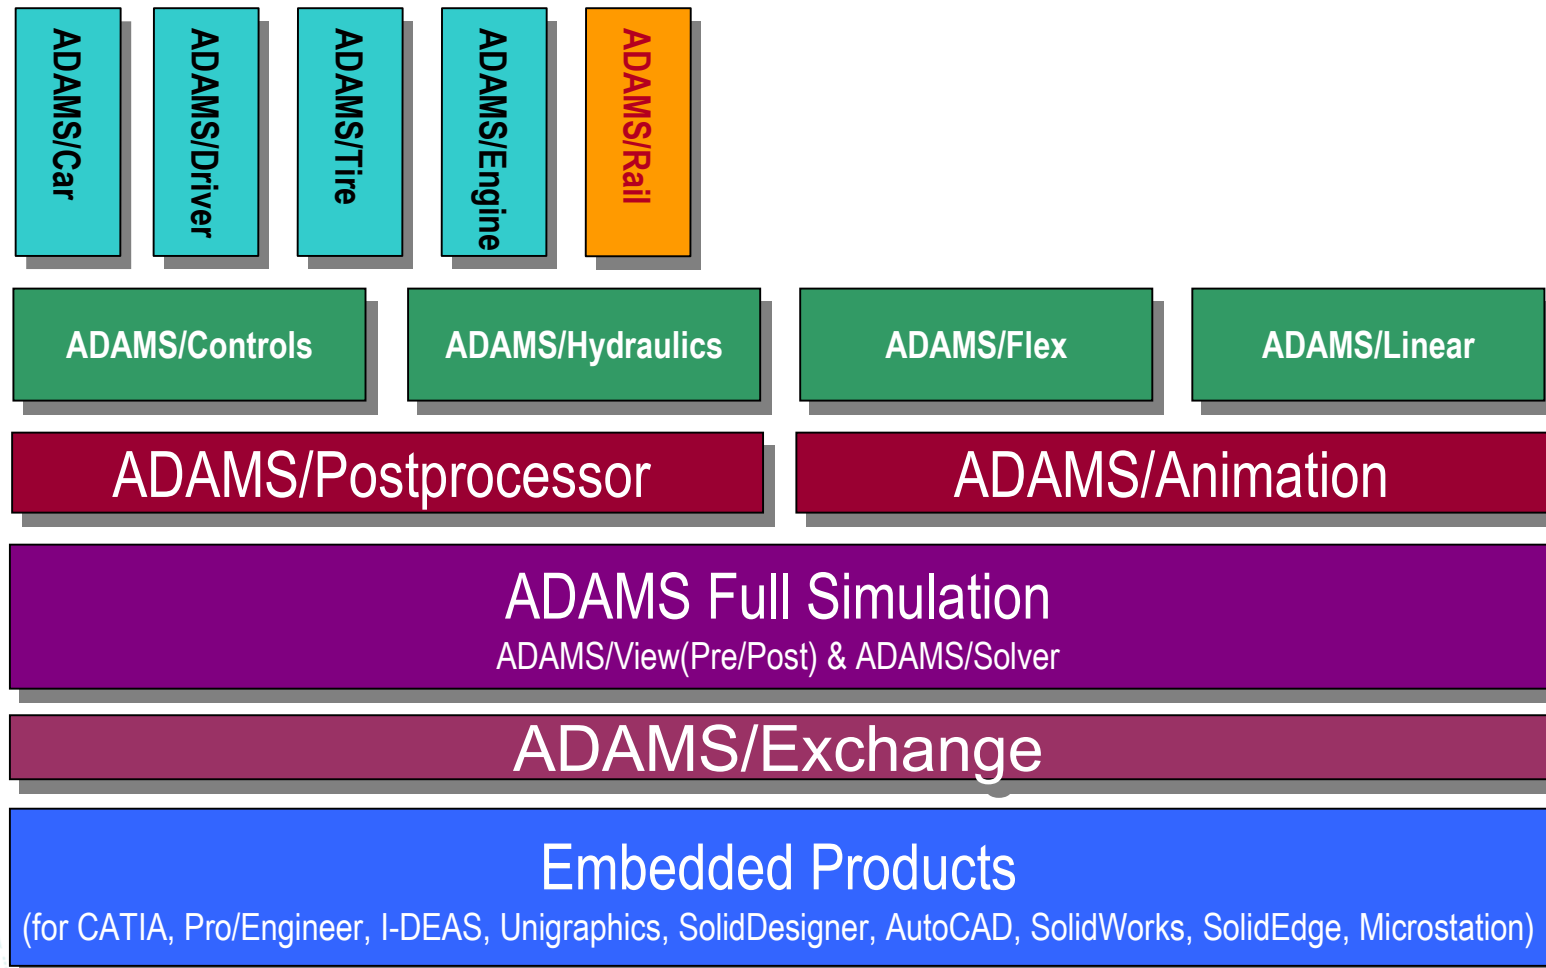 ADAMS/Car
ADAMS/Driver
ADAMS/Tire
ADAMS/Engine
ADAMS/Rail
ADAMS/Controls
ADAMS/Hydraulics
ADAMS/Flex
ADAMS/Linear
ADAMS/Postprocessor
ADAMS/Animation
ADAMS Full Simulation
ADAMS/View(Pre/Post) & ADAMS/Solver
ADAMS/Exchange
Embedded Products
(for CATIA, Pro/Engineer, I-DEAS, Unigraphics, SolidDesigner, AutoCAD, SolidWorks, SolidEdge, Microstation)